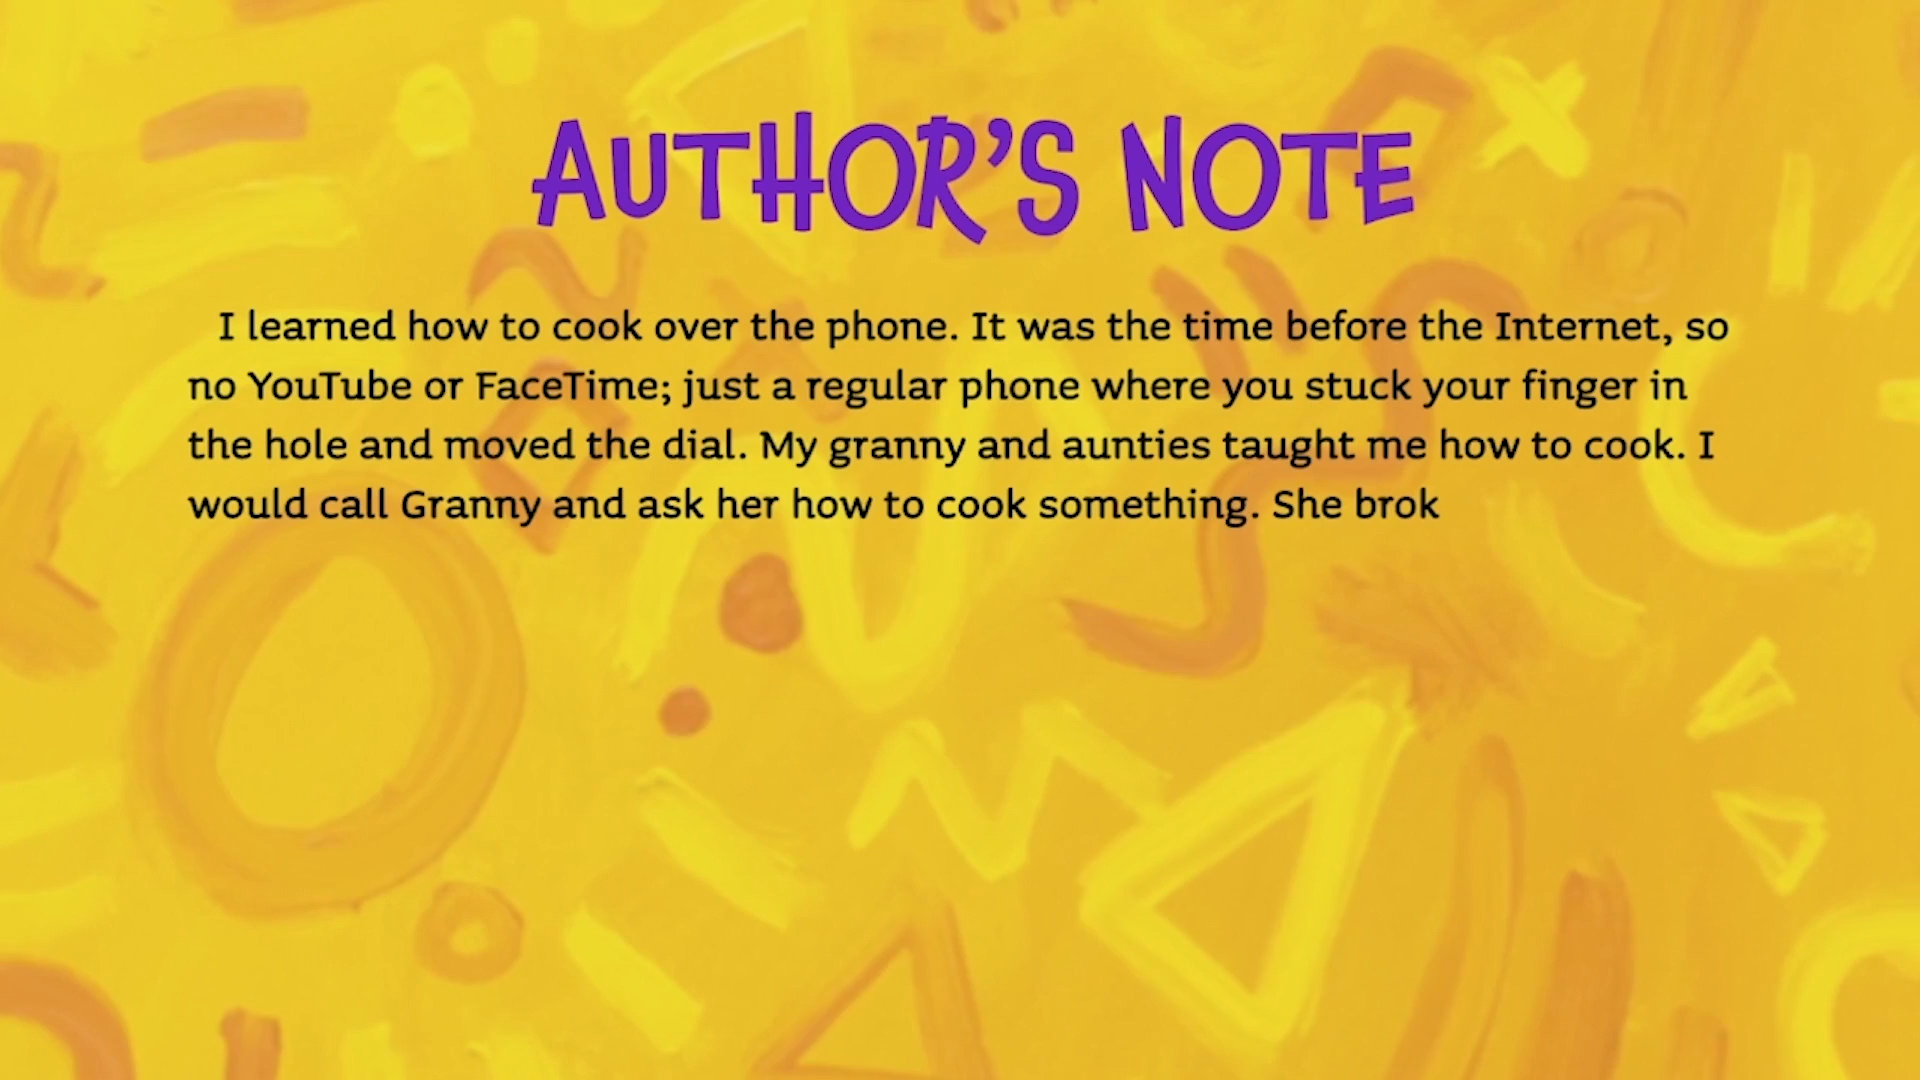 AUTHOR'S NOTE
I learned how to cook over the phone. It was the time before the Internet, so
no YouTube or FaceTime; just a regular phone where you stuck your finger in
the hole and moved the dial. My granny and aunties taught me how to cook. I
would call Granny and ask her how to cook something. She brok